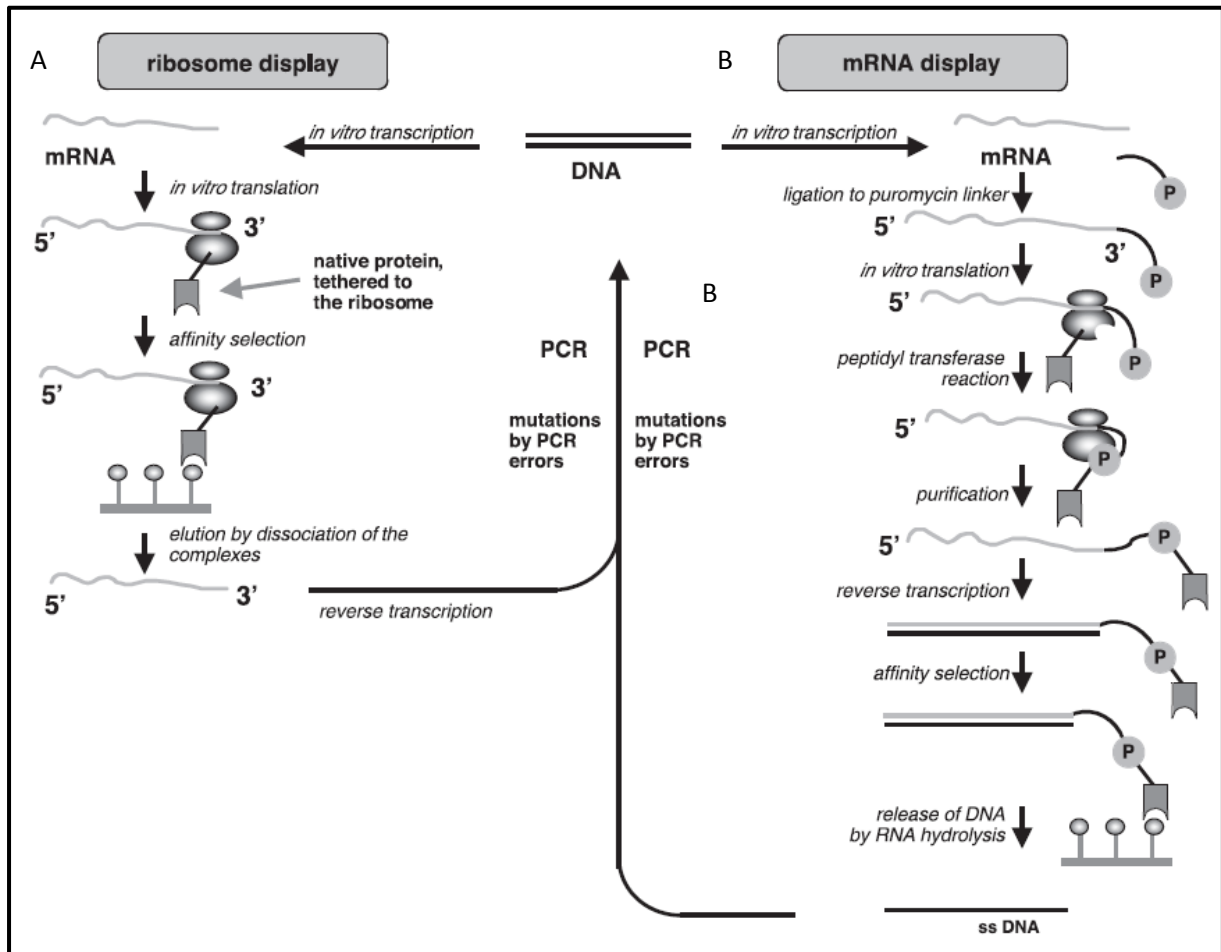 A
ribosome display
B
mRNA display
in vitro transcription
in vitro transcription
mRNA
DNA
mRNA
P
in vitro translation
5’
3’
native protein,
tethered to
the ribosome
affinity selection
5’
3’
elution by dissociation of the
complexes
5’
3’
reverse transcription
PCR
mutations
by PCR
errors
B
PCR
mutations
by PCR
errors
ligation to puromycin linker
5’
3’
P
in vitro translation
5’
P
peptidyl transferase
reaction
5’
P
purification
5’
P
reverse transcription
P
affinity selection
P
release of DNA
by RNA hydrolysis
ss DNA